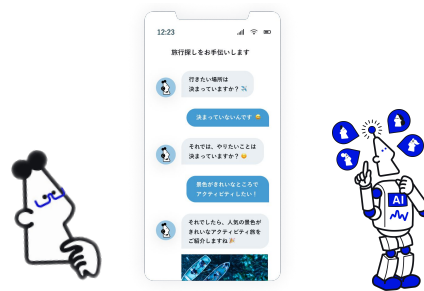 12:23
旅行探しをお手伝いします
行きたい場所は
決まっていますか？✈️
決まっていないんです 😄
それでは、やりたいことは
決まっていますか？😊
景色がきれいなところで
アクティビティしたい！
それでしたら、人気の景色が
きれいなアクティビティ旅を
ご紹介しますね🎉
AI